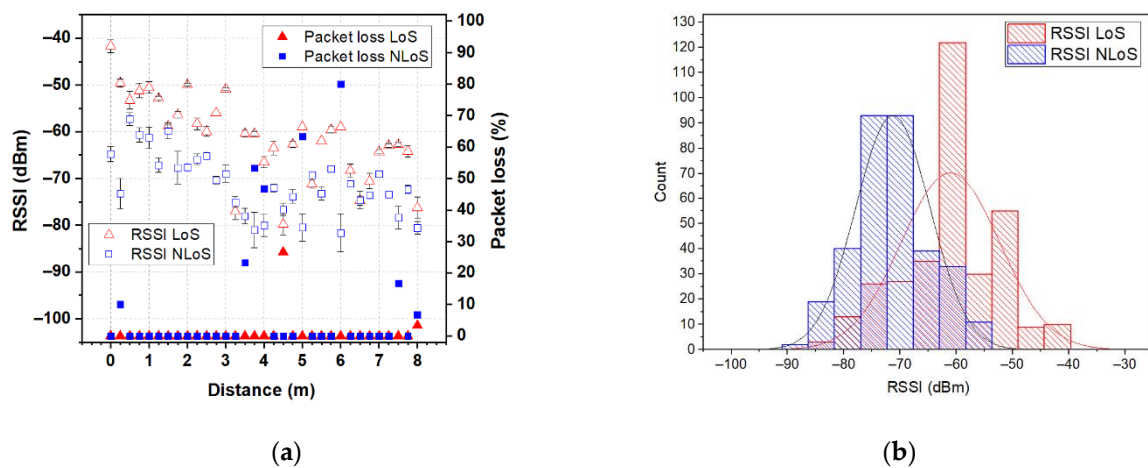 −40
−50
−60
−70
−80
−90
−100
RSSI (dBm)
100
90
80
70
60
50
40
30
20
10
0
Packet loss (%)
Packet loss LoS
Packet loss NLoS
RSSI LoS
RSSI NLoS
0 1 2 3 4 5 6 7 8
Distance (m)
(a)
130
120
110
100
90
80
70
60
50
40
30
20
10
0
Count
RSSI LoS
RSSI NLoS
−100 −90 −80 −70 −60 −50 −40 −30
RSSI (dBm)
(b)